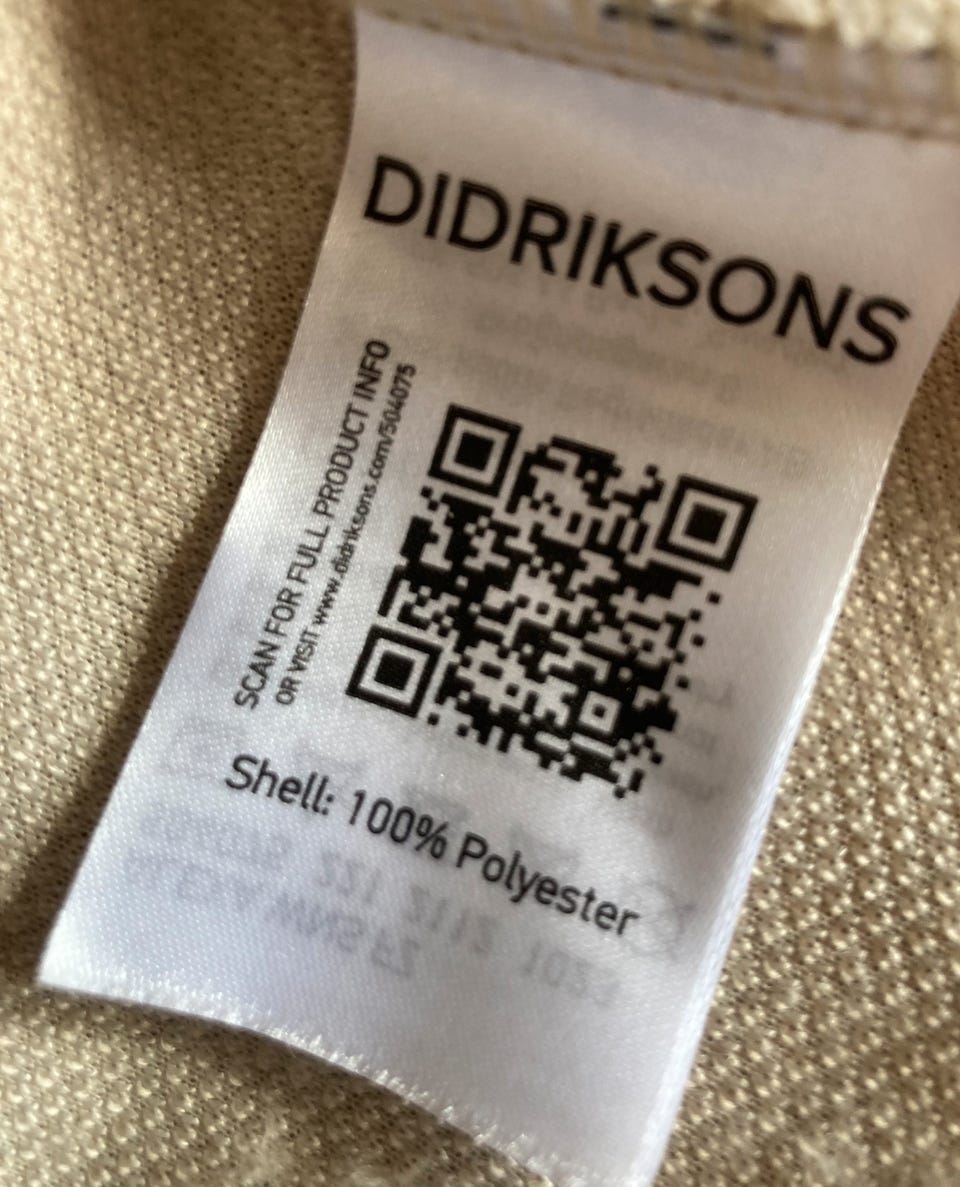 DIDRIKSONS
SCAN FOR FULL PRODUCT INFO
OR VISIT www.didriksons.com/504075
Shell: 100% Polyester